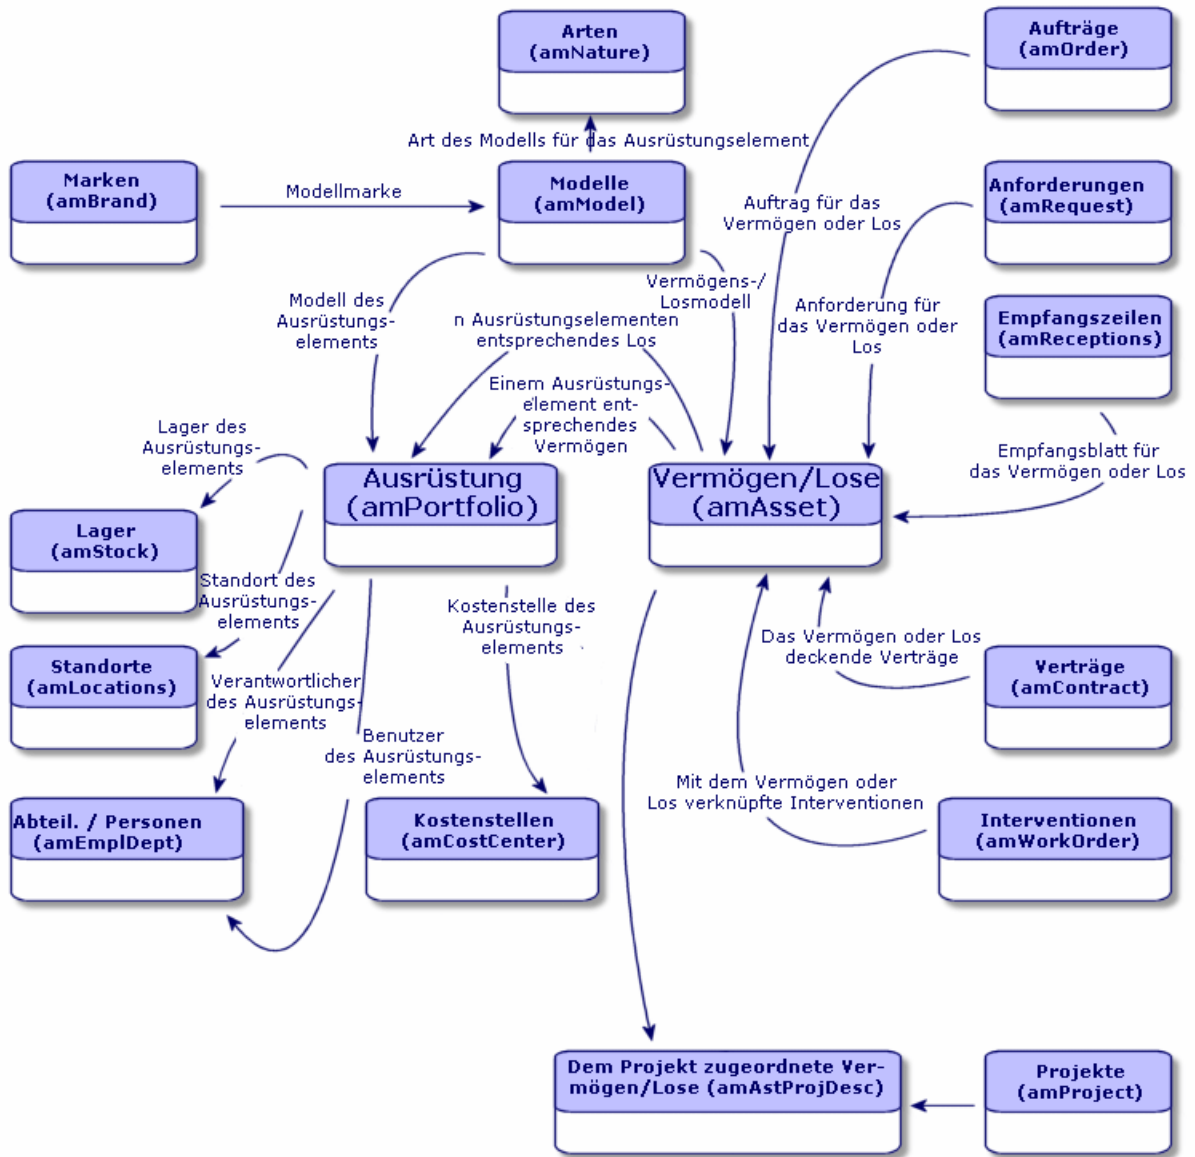 Arten
(amNature)
Aufträge
(amOrder)
Art des Modells für das Ausrüstungselement
Marken
(amBrand)
Modellmarke
Modelle
(amModel)
Anforderungen
(amRequest)
Auftrag für das
Vermögen oder Los
Vermögens-/
Losmodell
Modell des
Ausrüstungs-
elements
n Ausrüstungselementen
entsprechendes Los
Anforderung für
das Vermögen oder
Los
Empfangszeilen
(amReceptions)
Einem Ausrüstungs-
element ent-
sprechendes
Vermögen
Lager des
Ausrüstungs-
elements
Empfangsblatt für
das Vermögen oder Los
Ausrüstung
(amPortfolio)
Vermögen/Lose
(amAsset)
Lager
(amStock)
Standort des
Ausrüstungs-
elements
Kostenstelle des
Ausrüstungs-
elements
Das Vermögen oder Los
deckende Verträge
Standorte
(amLocations)
Verträge
(amContract)
Verantwortlicher
des Ausrüstungs-
elements
Benutzer
des Ausrüstungs-
elements
Mit dem Vermögen oder
Los verknüpfte Interventionen
Abteil. / Personen
(amEmplDept)
Kostenstellen
(amCostCenter)
Interventionen
(amWorkOrder)
Dem Projekt zugeordnete Ver-
mögen/Lose (amAstProjDesc)
Projekte
(amProject)